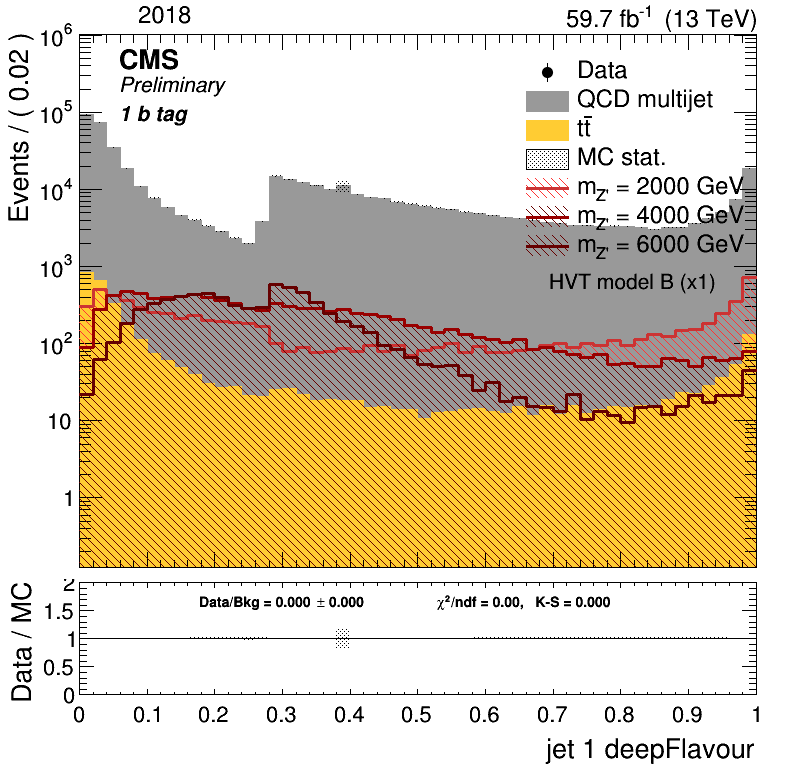 2018
59.7 fb⁻¹ (13 TeV)
CMS
Preliminary
1 b tag
Data
QCD multijet
tt̄
MC stat.
m_Z' = 2000 GeV
m_Z' = 4000 GeV
m_Z' = 6000 GeV
HVT model B (x1)
Events / ( 0.02 )
10⁶
10⁵
10⁴
10³
10²
10
1
Data/Bkg = 0.000 ± 0.000
χ²/ndf = 0.00, K-S = 0.000
Data / MC
2
1.5
1
0.5
0
0 0.1 0.2 0.3 0.4 0.5 0.6 0.7 0.8 0.9 1
jet 1 deepFlavour